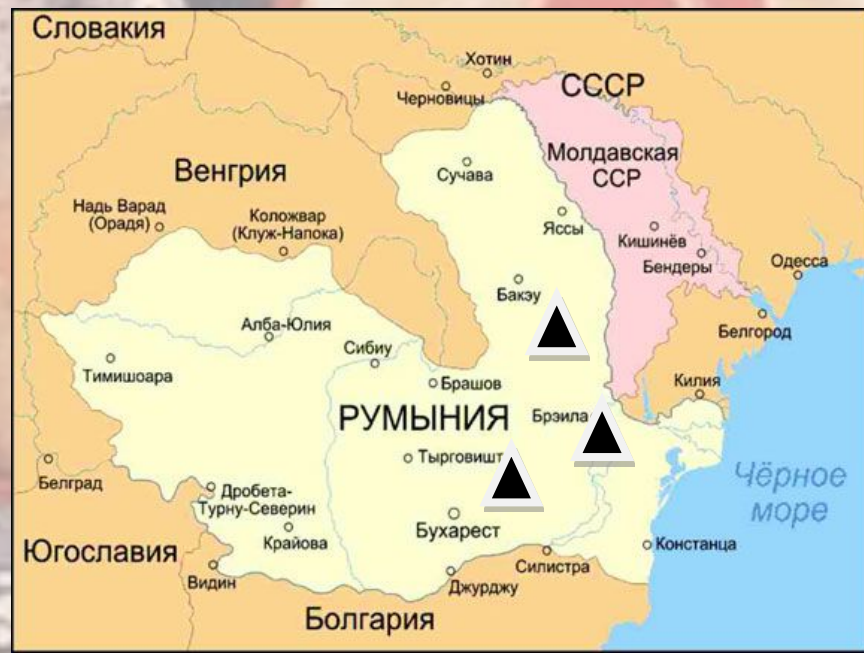 Словакия
Хотин
Черновицы
СССР
Молдавская
ССР
Венгрия
Сучава
Надь Варад
(Орадя)
Коложвар
(Клуж-Напока)
Яссы
Кишинёв
Бендеры
Одесса
Бакэу
Белгород
Алба-Юлия
Сибиу
Тимишоара
Брашов
Килия
РУМЫНИЯ
Брэила
Тырговишт
Чёрное
море
Белград
Дробета-
Турну-Северин
Бухарест
Крайова
Констанца
Югославия
Силистра
Видин
Джурджу
Болгария